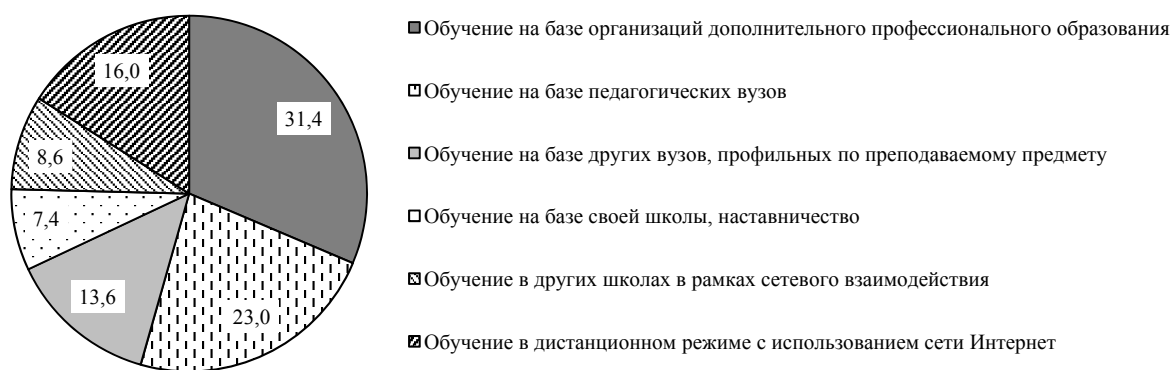 Обучение на базе организаций дополнительного профессионального образования
16,0
Обучение на базе педагогических вузов
31,4
8,6
Обучение на базе других вузов, профильных по преподаваемому предмету
7,4
Обучение на базе своей школы, наставничество
13,6
Обучение в других школах в рамках сетевого взаимодействия
23,0
Обучение в дистанционном режиме с использованием сети Интернет